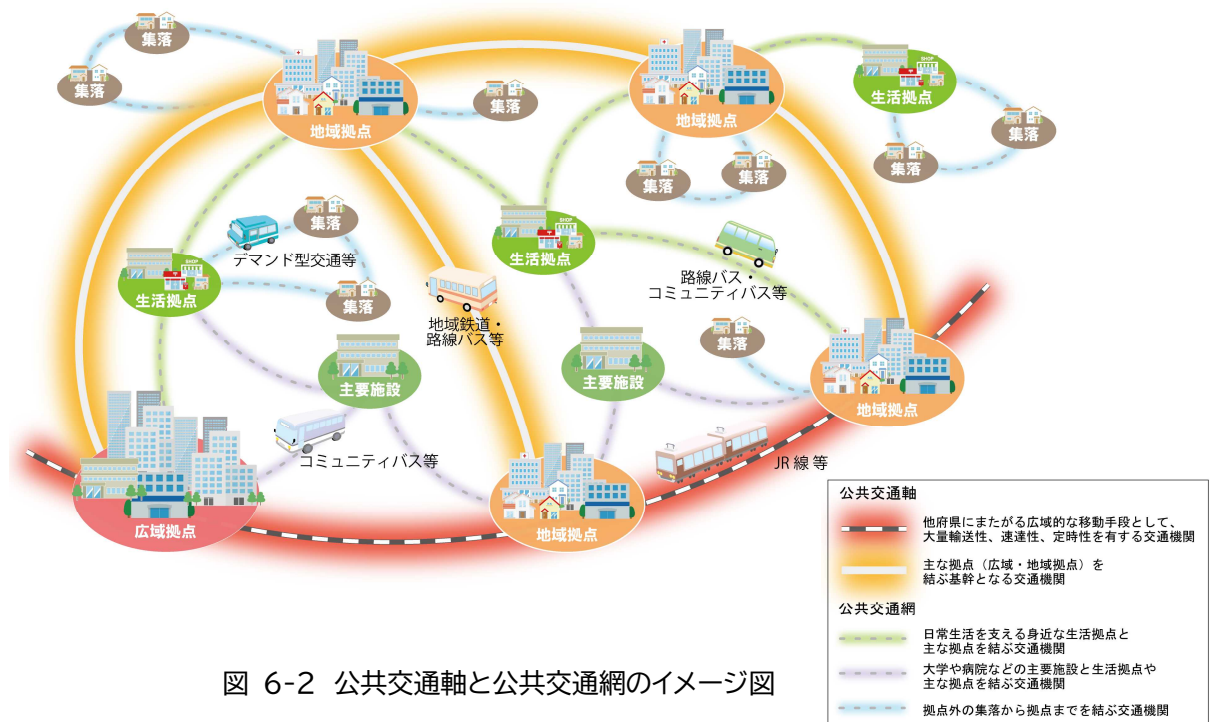 集落
集落
集落
地域拠点
集落
地域拠点
SHOP
生活拠点
集落
集落
集落
集落
集落
デマンド型交通等
SHOP
生活拠点
集落
SHOP
生活拠点
路線バス・
コミュニティバス等
地域鉄道・
路線バス等
主要施設
主要施設
集落
地域拠点
コミュニティバス等
JR線等
広域拠点
地域拠点
公共交通軸
他府県にまたがる広域的な移動手段として、
大量輸送性、速達性、定時性を有する交通機関
主な拠点（広域・地域拠点）を
結ぶ基幹となる交通機関
公共交通網
日常生活を支える身近な生活拠点と
主な拠点を結ぶ交通機関
大学や病院などの主要施設と生活拠点や
主な拠点を結ぶ交通機関
拠点外の集落から拠点までを結ぶ交通機関
図 6-2 公共交通軸と公共交通網のイメージ図